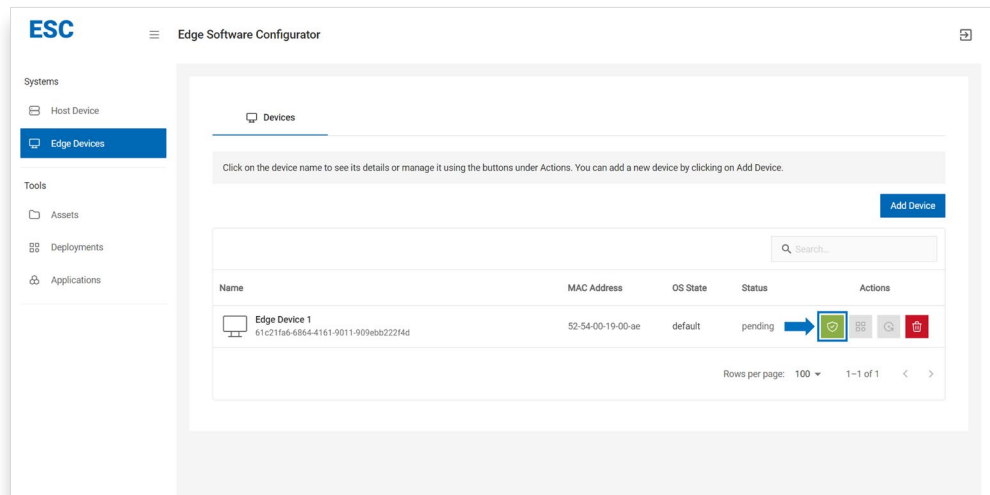 ESC
Edge Software Configurator
Systems
Host Device
Edge Devices
Tools
Assets
Deployments
Applications
Devices
Click on the device name to see its details or manage it using the buttons under Actions. You can add a new device by clicking on Add Device.
Add Device
Search...
Name MAC Address OS State Status Actions
Edge Device 1
61c21fa6-6864-4161-9011-909ebb222f4d
52-54-00-19-00-ae default pending
Rows per page: 100 1–1 of 1